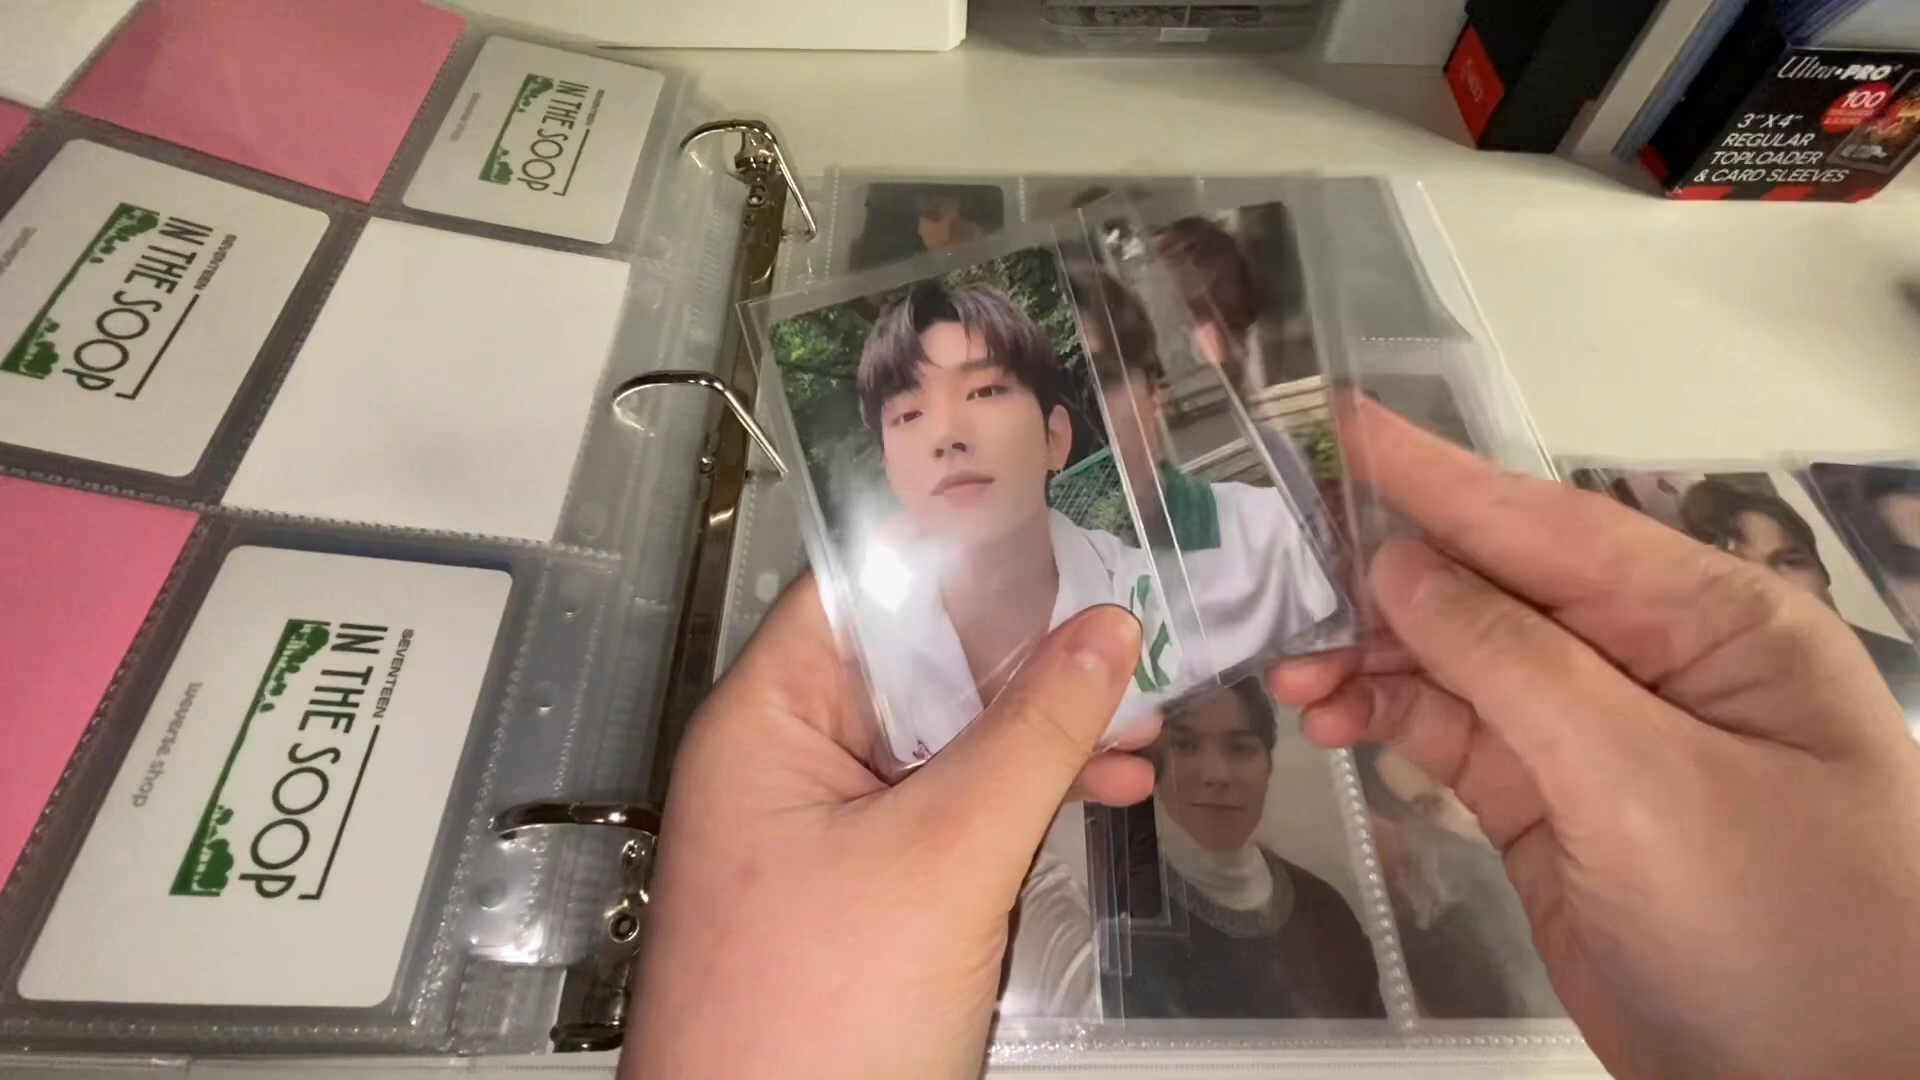 SEVENTEEN
IN THE SOOP
SEVENTEEN
IN THE SOOP
SEVENTEEN
IN THE SOOP
weverse shop
Ultra•PRO
100
3"X4"
REGULAR
TOPLOADER
& CARD SLEEVES